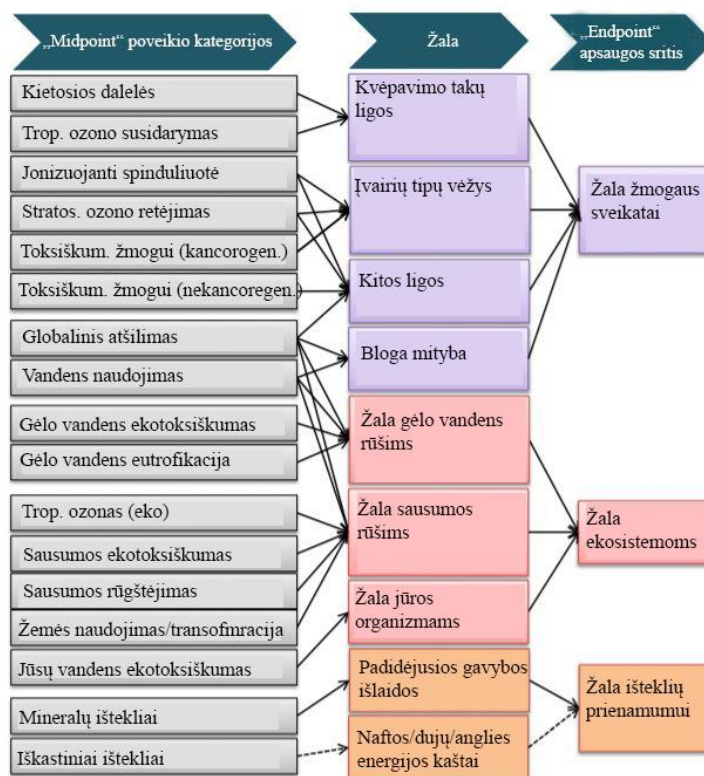 „Midpoint“ poveikio kategorijos
Žala
„Endpoint“
apsaugos sritis
Kietosios dalelės
Trop. ozono susidarymas
Jonizuojanti spinduliuotė
Stratos. ozono retėjimas
Toksiškum. žmogui (kancorogen.)
Toksiškum. žmogui (nekancoregen.)
Globalinis atšilimas
Vandens naudojimas
Gėlo vandens ekotoksiškumas
Gėlo vandens eutrofikacija
Trop. ozonas (eko)
Sausumos ekotoksiškumas
Sausumos rūgštėjimas
Žemės naudojimas/transofmracija
Jūsų vandens ekotoksiškumas
Mineralų ištekliai
Iškastiniai ištekliai
Kvėpavimo takų
ligos
Įvairių tipų vėžys
Kitos ligos
Bloga mityba
Žala gėlo vandens
rūšims
Žala sausumos
rūšims
Žala jūros
organizmams
Padidėjusios gavybos
išlaidos
Naftos/dujų/anglies
energijos kaštai
Žala žmogaus
sveikatai
Žala
ekosistemoms
Žala išteklių
prienamumui